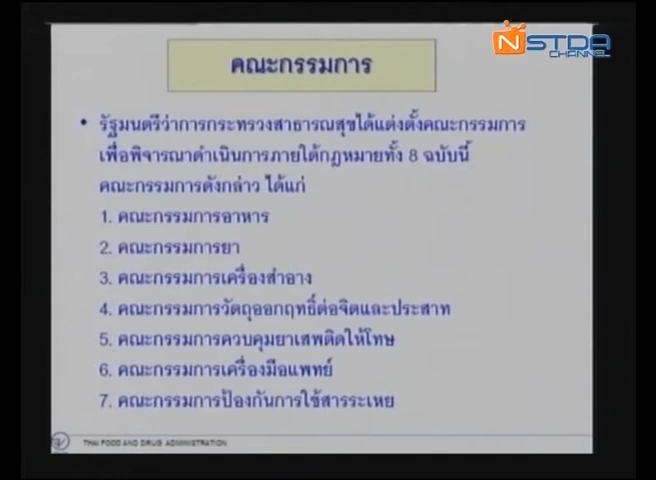 NSTDA
CHANNEL
คณะกรรมการ
• รัฐมนตรีว่าการกระทรวงสาธารณสุขได้แต่งตั้งคณะกรรมการ
เพื่อพิจารณาดำเนินการภายใต้กฎหมายทั้ง 8 ฉบับนี้
คณะกรรมการดังกล่าว ได้แก่
1. คณะกรรมการอาหาร
2. คณะกรรมการยา
3. คณะกรรมการเครื่องสำอาง
4. คณะกรรมการวัตถุออกฤทธิ์ต่อจิตและประสาท
5. คณะกรรมการควบคุมยาเสพติดให้โทษ
6. คณะกรรมการเครื่องมือแพทย์
7. คณะกรรมการป้องกันการใช้สารระเหย
THAI FOOD AND DRUG ADMINISTRATION